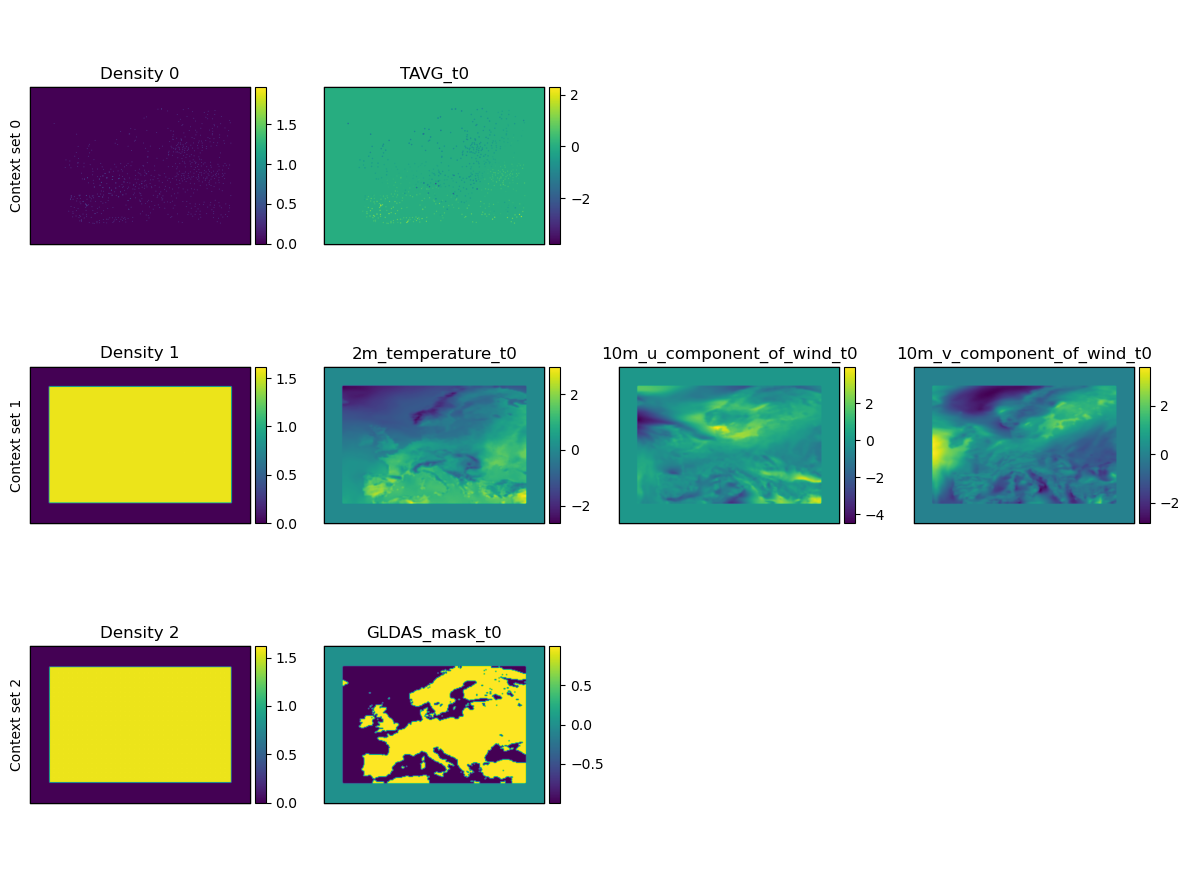 Density 0
TAVG_t0
Context set 0
1.5
1.0
0.5
0.0
2
0
−2
Density 1
2m_temperature_t0
10m_u_component_of_wind_t0
10m_v_component_of_wind_t0
Context set 1
1.5
1.0
0.5
0.0
2
0
−2
2
0
−2
−4
2
0
−2
Density 2
GLDAS_mask_t0
Context set 2
1.5
1.0
0.5
0.0
0.5
0.0
−0.5